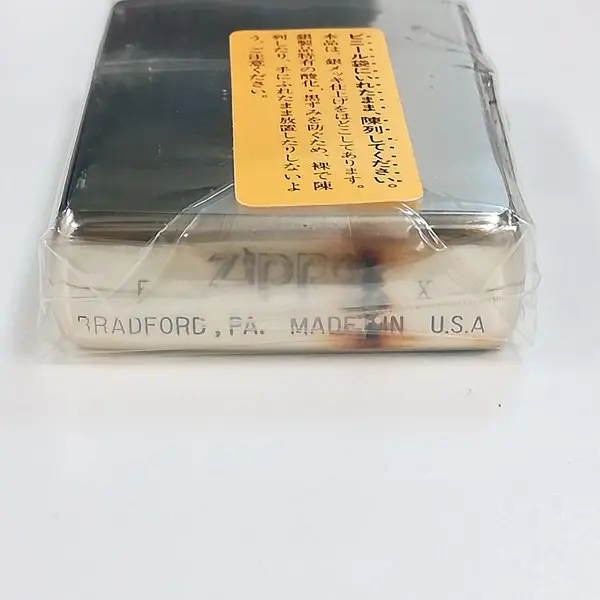 ビニール袋にいれたまま、陳列してください。
本品は、銀メッキ仕上げをほどこしてあります。
銀製品特有の酸化・黒ずみを防ぐため、裸で陳
列したり、手にふれたまま放置したりしないよ
う、ご注意ください。
zippo
F X
BRADFORD, PA. MADE IN U.S.A